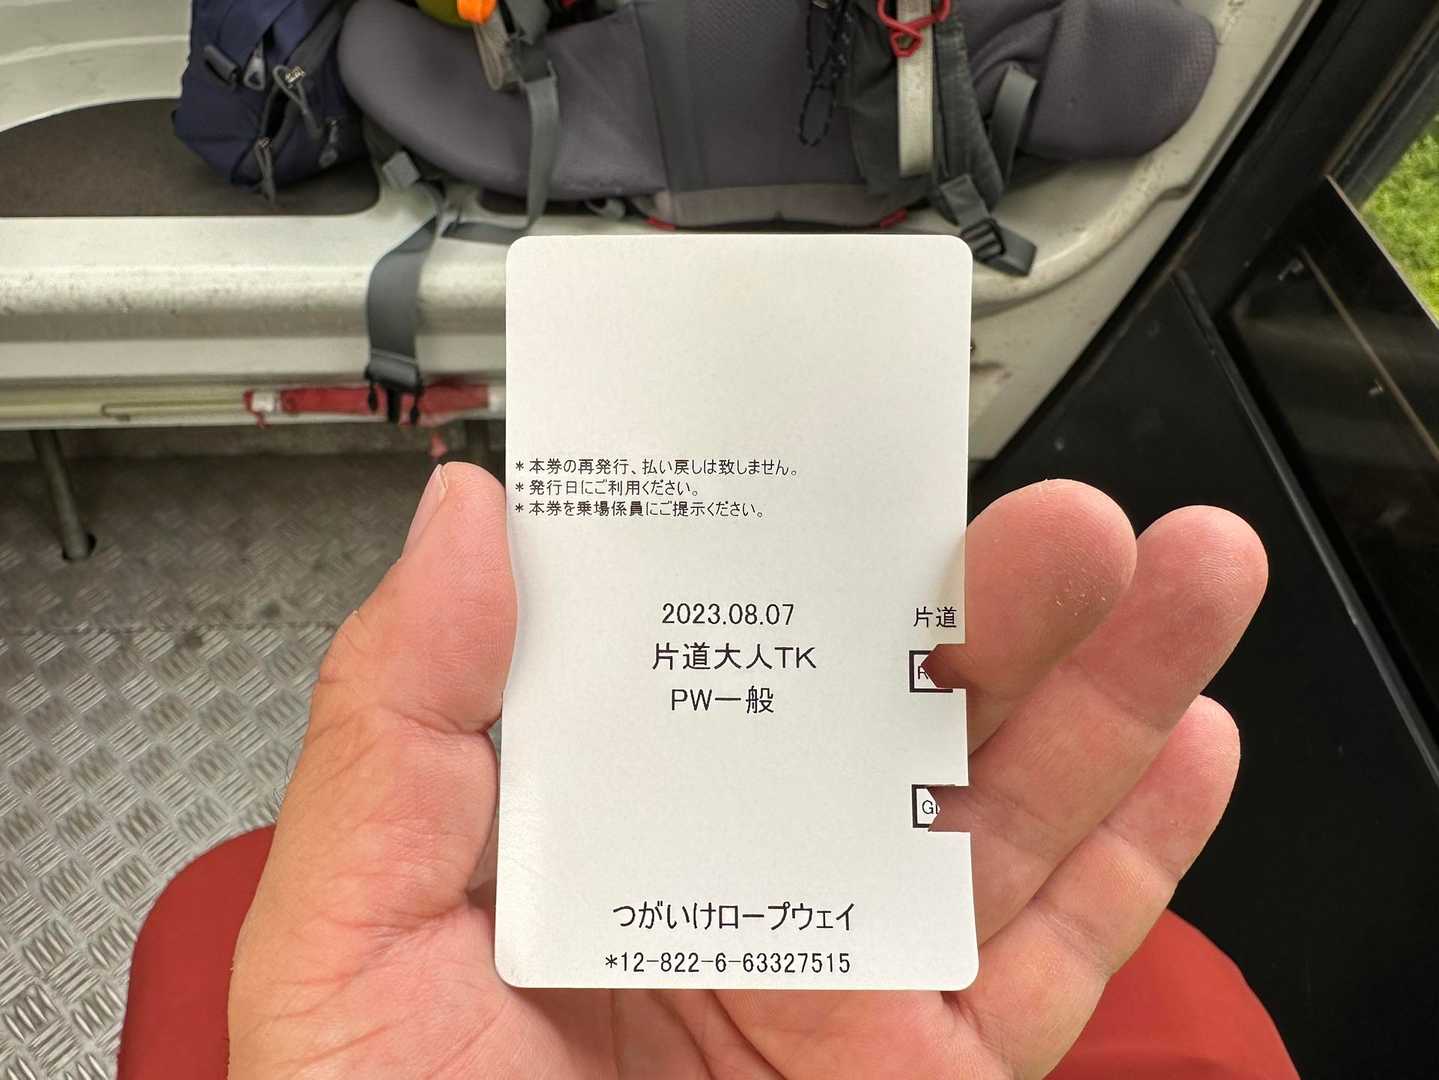 *本券の再発行、払い戻しは致しません。
*発行日にご利用ください。
*本券を乗場係員にご提示ください。
2023.08.07
片道
片道大人TK
PW一般
つがいけロープウェイ
*12-822-6-63327515